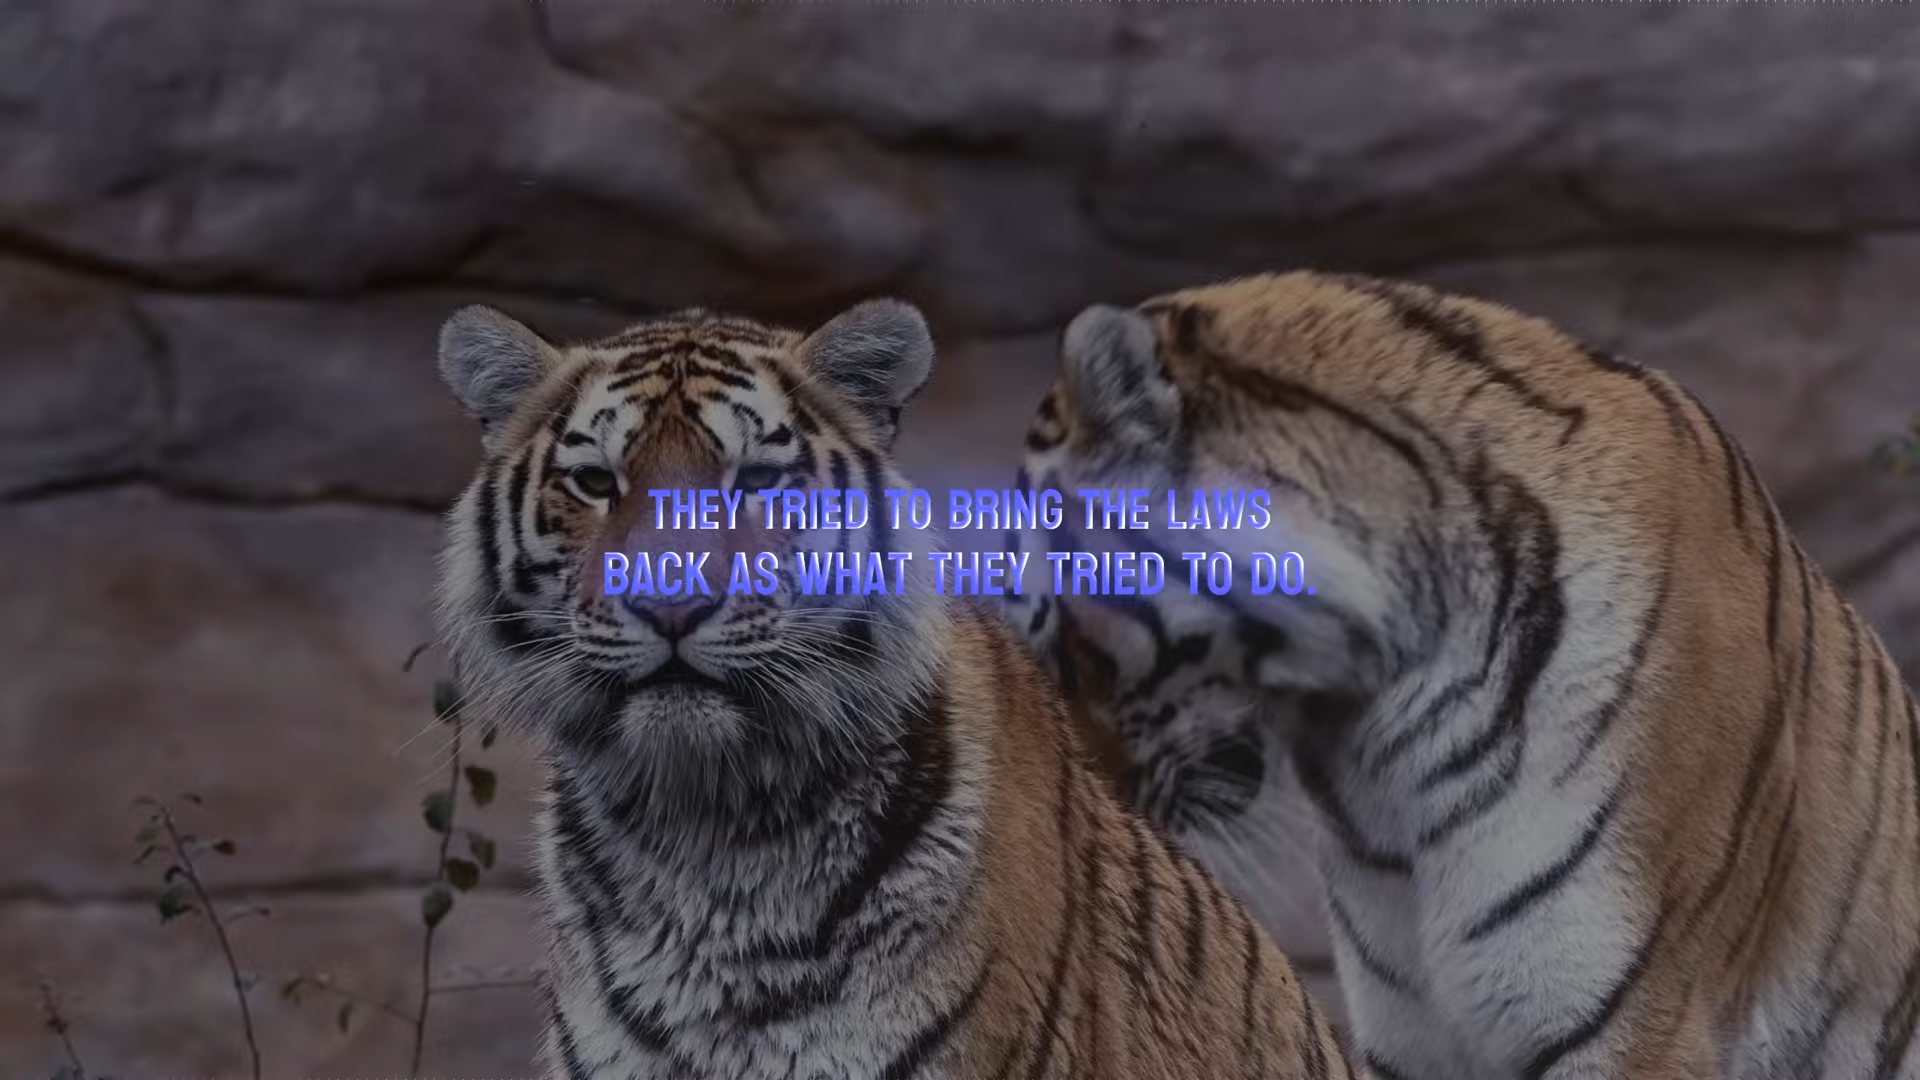 THEY TRIED TO BRING THE LAWS
BACK AS WHAT THEY TRIED TO DO.